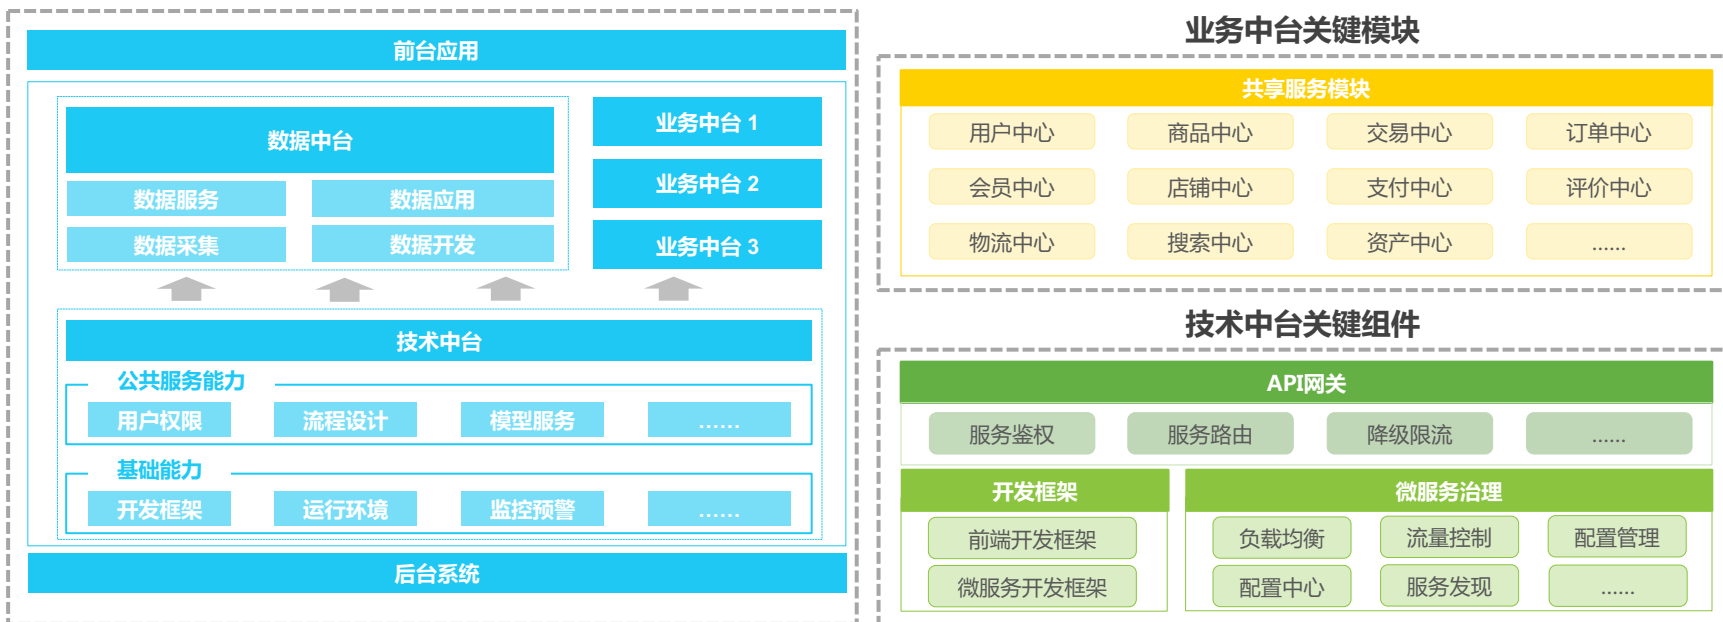 前台应用
数据中台
数据服务
数据应用
数据采集
数据开发
业务中台 1
业务中台 2
业务中台 3
技术中台
公共服务能力
用户权限
流程设计
模型服务
……
基础能力
开发框架
运行环境
监控预警
……
后台系统
业务中台关键模块
共享服务模块
用户中心
商品中心
交易中心
订单中心
会员中心
店铺中心
支付中心
评价中心
物流中心
搜索中心
资产中心
……
技术中台关键组件
API网关
服务鉴权
服务路由
降级限流
……
开发框架
前端开发框架
微服务开发框架
微服务治理
负载均衡
流量控制
配置管理
配置中心
服务发现
……